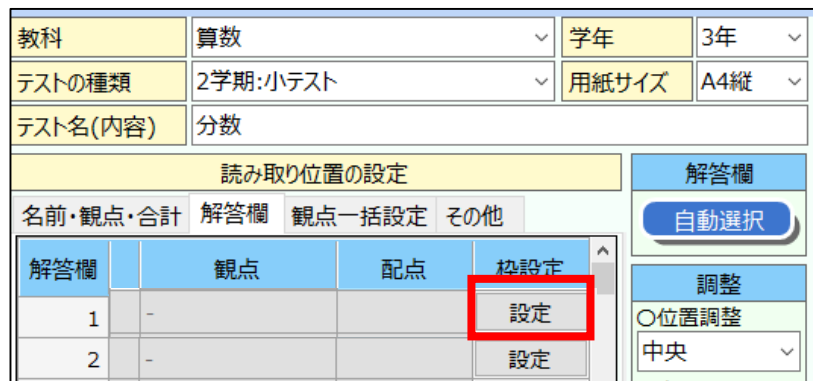 教科 算数 学年 3年
テストの種類 2学期:小テスト 用紙サイズ A4縦
テスト名(内容) 分数
読み取り位置の設定 解答欄
名前・観点・合計 解答欄 観点一括設定 その他 自動選択
解答欄 観点 配点 枠設定 調整
1 - 設定 〇位置調整
2 - 設定 中央